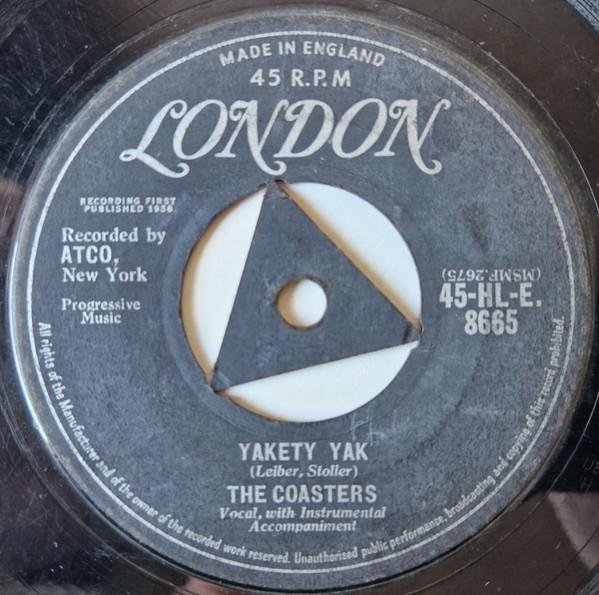 MADE IN ENGLAND
45 R.P.M
LONDON
RECORDING FIRST
PUBLISHED 1958
Recorded by
ATCO,
New York
Progressive
Music
(MSMF.2675)
45-HL-E.
8665
YAKETY YAK
(Leiber, Stoller)
THE COASTERS
Vocal, with Instrumental
Accompaniment
All rights of the Manufacturer and of the owner of the recorded work reserved. Unauthorised public performance, broadcasting and copying of this record prohibited.